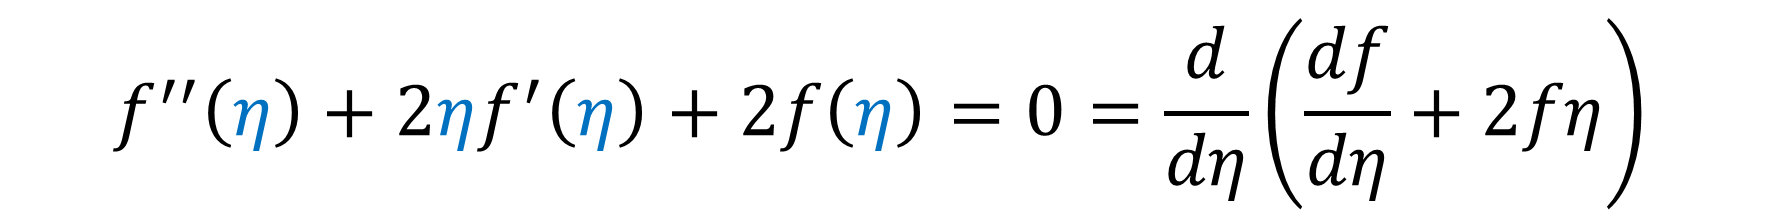 f''(η) + 2ηf'(η) + 2f(η) = 0 = d/dη (df/dη + 2fη)